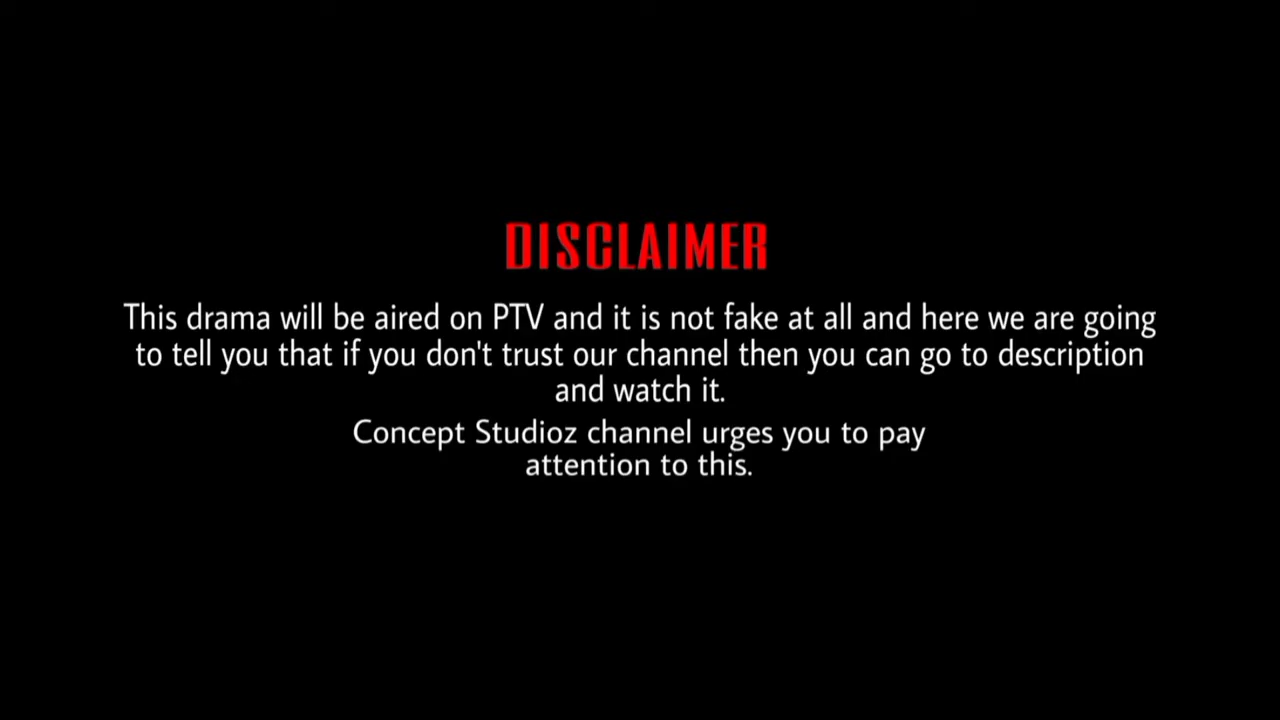 DISCLAIMER
This drama will be aired on PTV and it is not fake at all and here we are going
to tell you that if you don't trust our channel then you can go to description
and watch it.
Concept Studioz channel urges you to pay
attention to this.